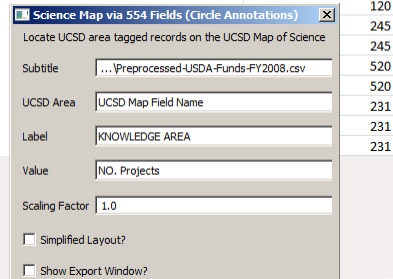 Science Map via 554 Fields (Circle Annotations)
Locate UCSD area tagged records on the UCSD Map of Science
Subtitle ...\Preprocessed-USDA-Funds-FY2008.csv
UCSD Area UCSD Map Field Name
Label KNOWLEDGE AREA
Value NO. Projects
Scaling Factor 1.0
Simplified Layout?
Show Export Window?
120
245
245
520
520
231
231
231